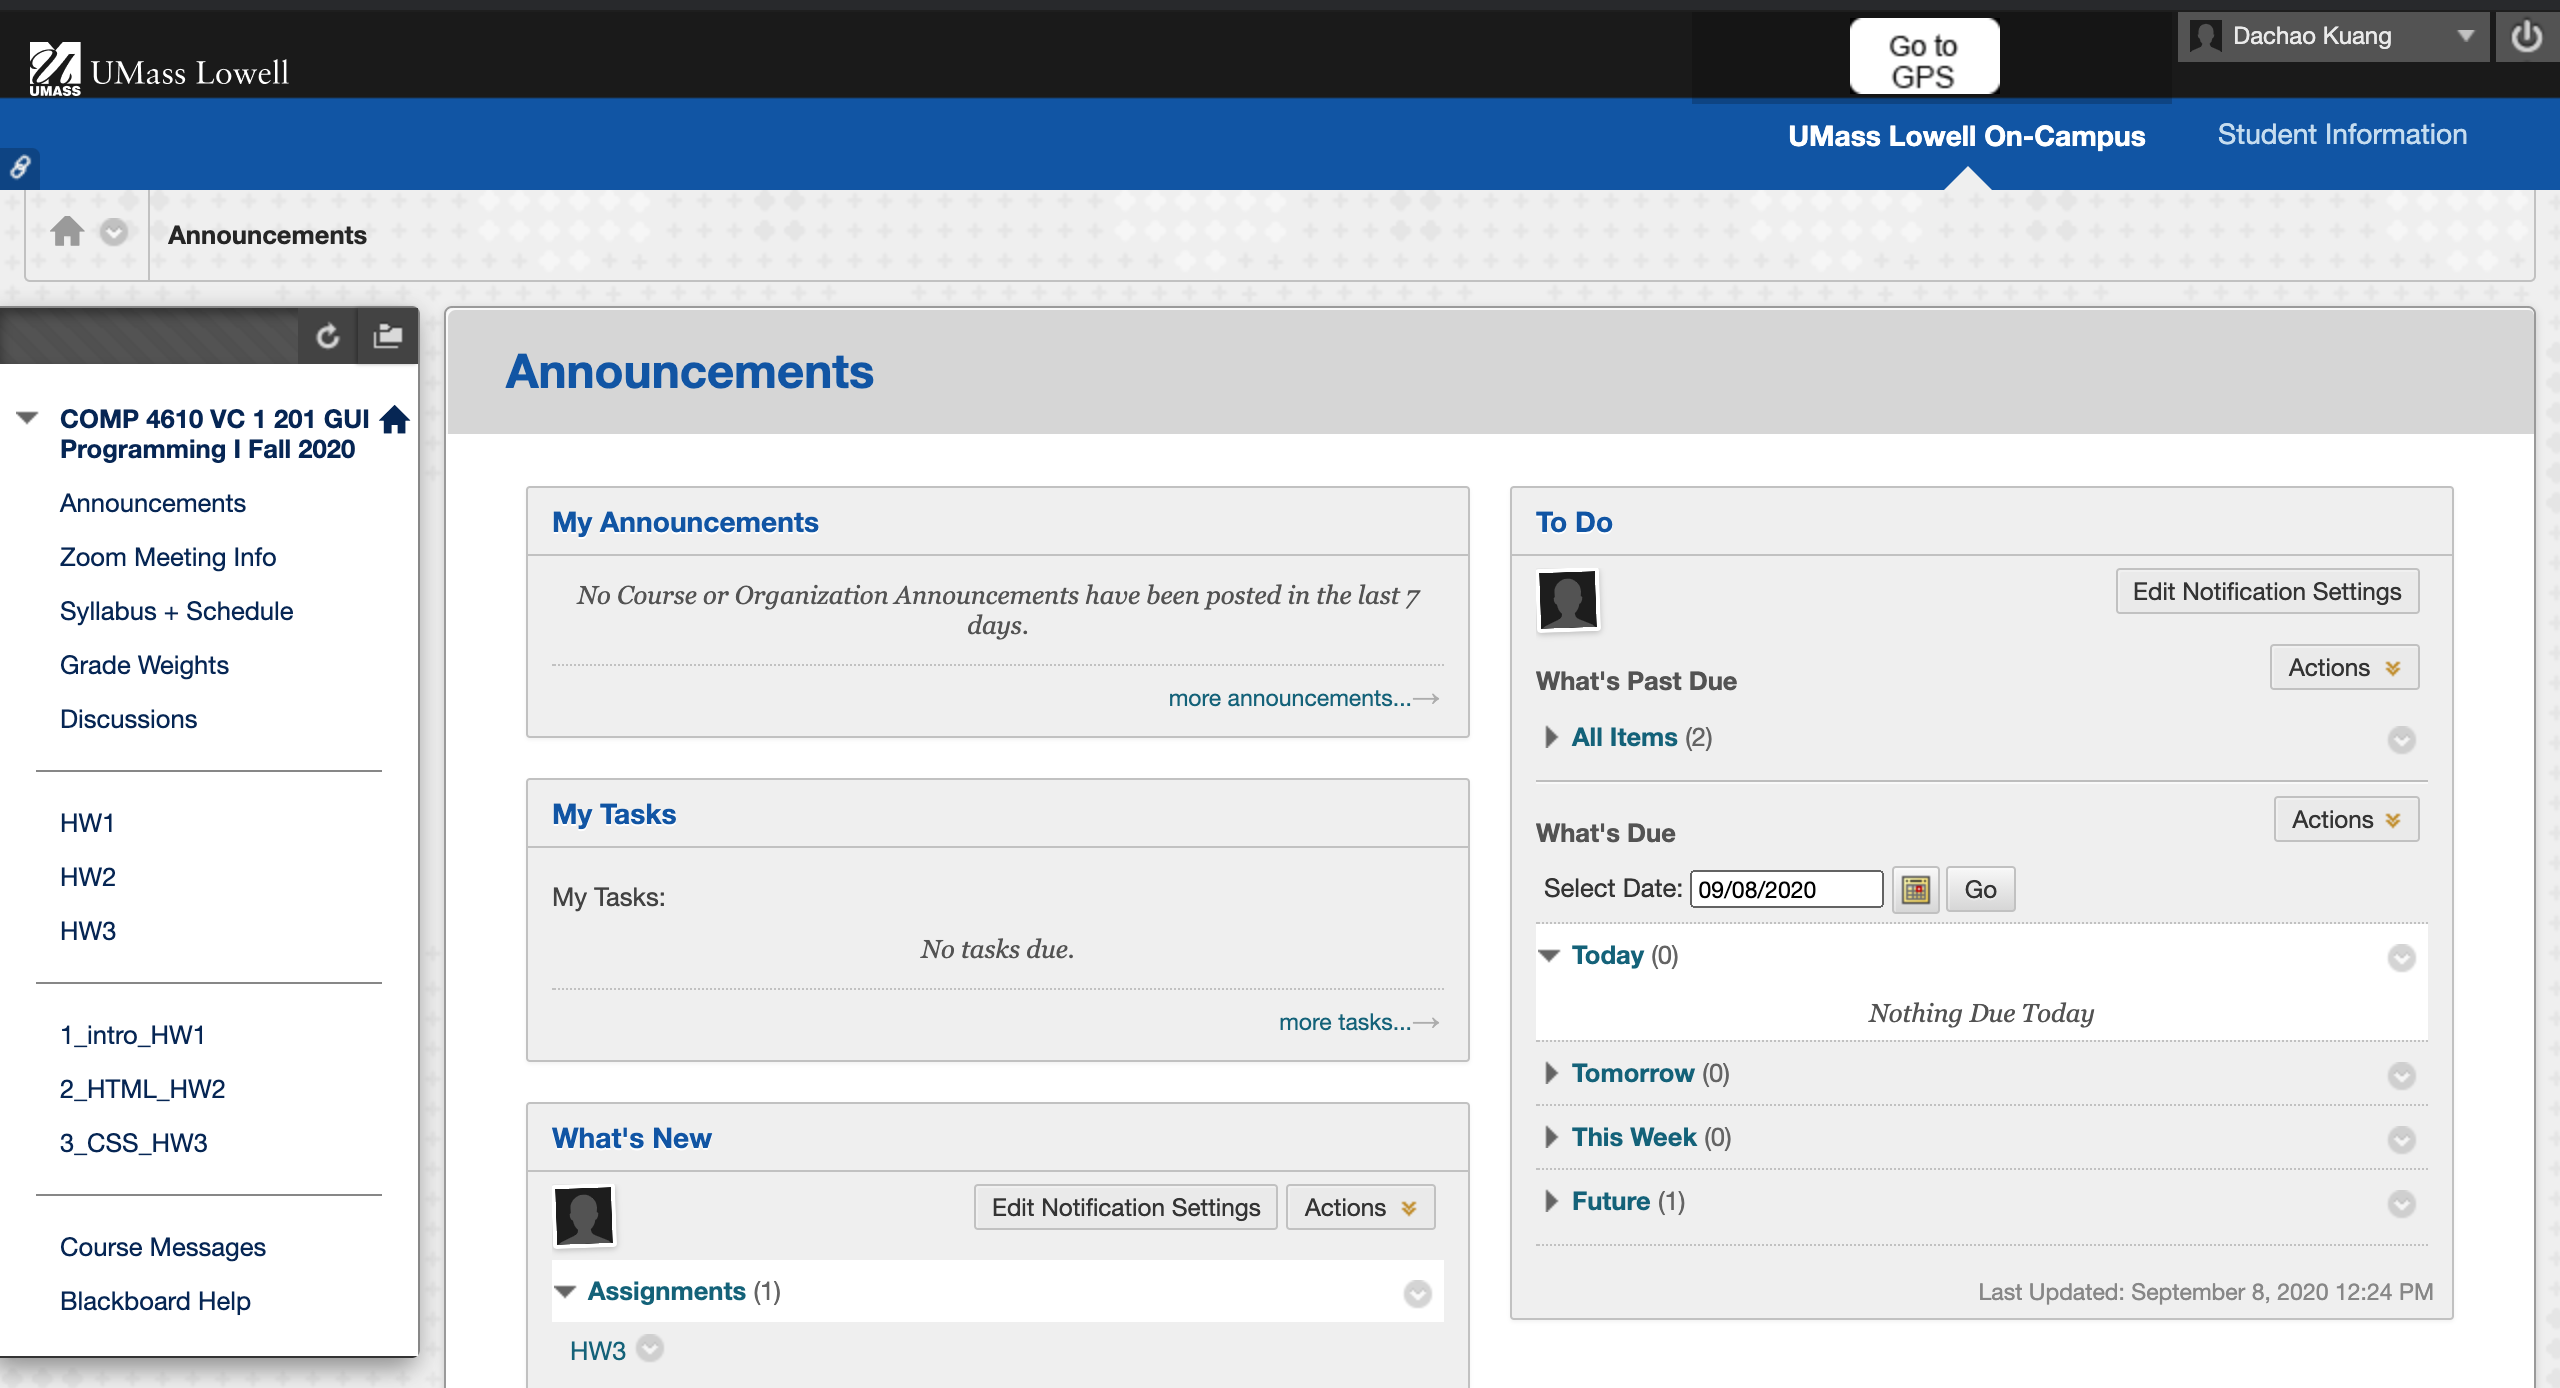 UMASS
UMass Lowell
Go to
GPS
Dachao Kuang
UMass Lowell On-Campus
Student Information
Announcements
COMP 4610 VC 1 201 GUI
Programming I Fall 2020
Announcements
Zoom Meeting Info
Syllabus + Schedule
Grade Weights
Discussions
HW1
HW2
HW3
1_intro_HW1
2_HTML_HW2
3_CSS_HW3
Course Messages
Blackboard Help
Announcements
My Announcements
No Course or Organization Announcements have been posted in the last 7
days.
more announcements...→
My Tasks
My Tasks:
No tasks due.
more tasks...→
What's New
Edit Notification Settings
Actions
Assignments (1)
HW3
To Do
Edit Notification Settings
What's Past Due
Actions
All Items (2)
What's Due
Actions
Select Date: 09/08/2020 Go
Today (0)
Nothing Due Today
Tomorrow (0)
This Week (0)
Future (1)
Last Updated: September 8, 2020 12:24 PM